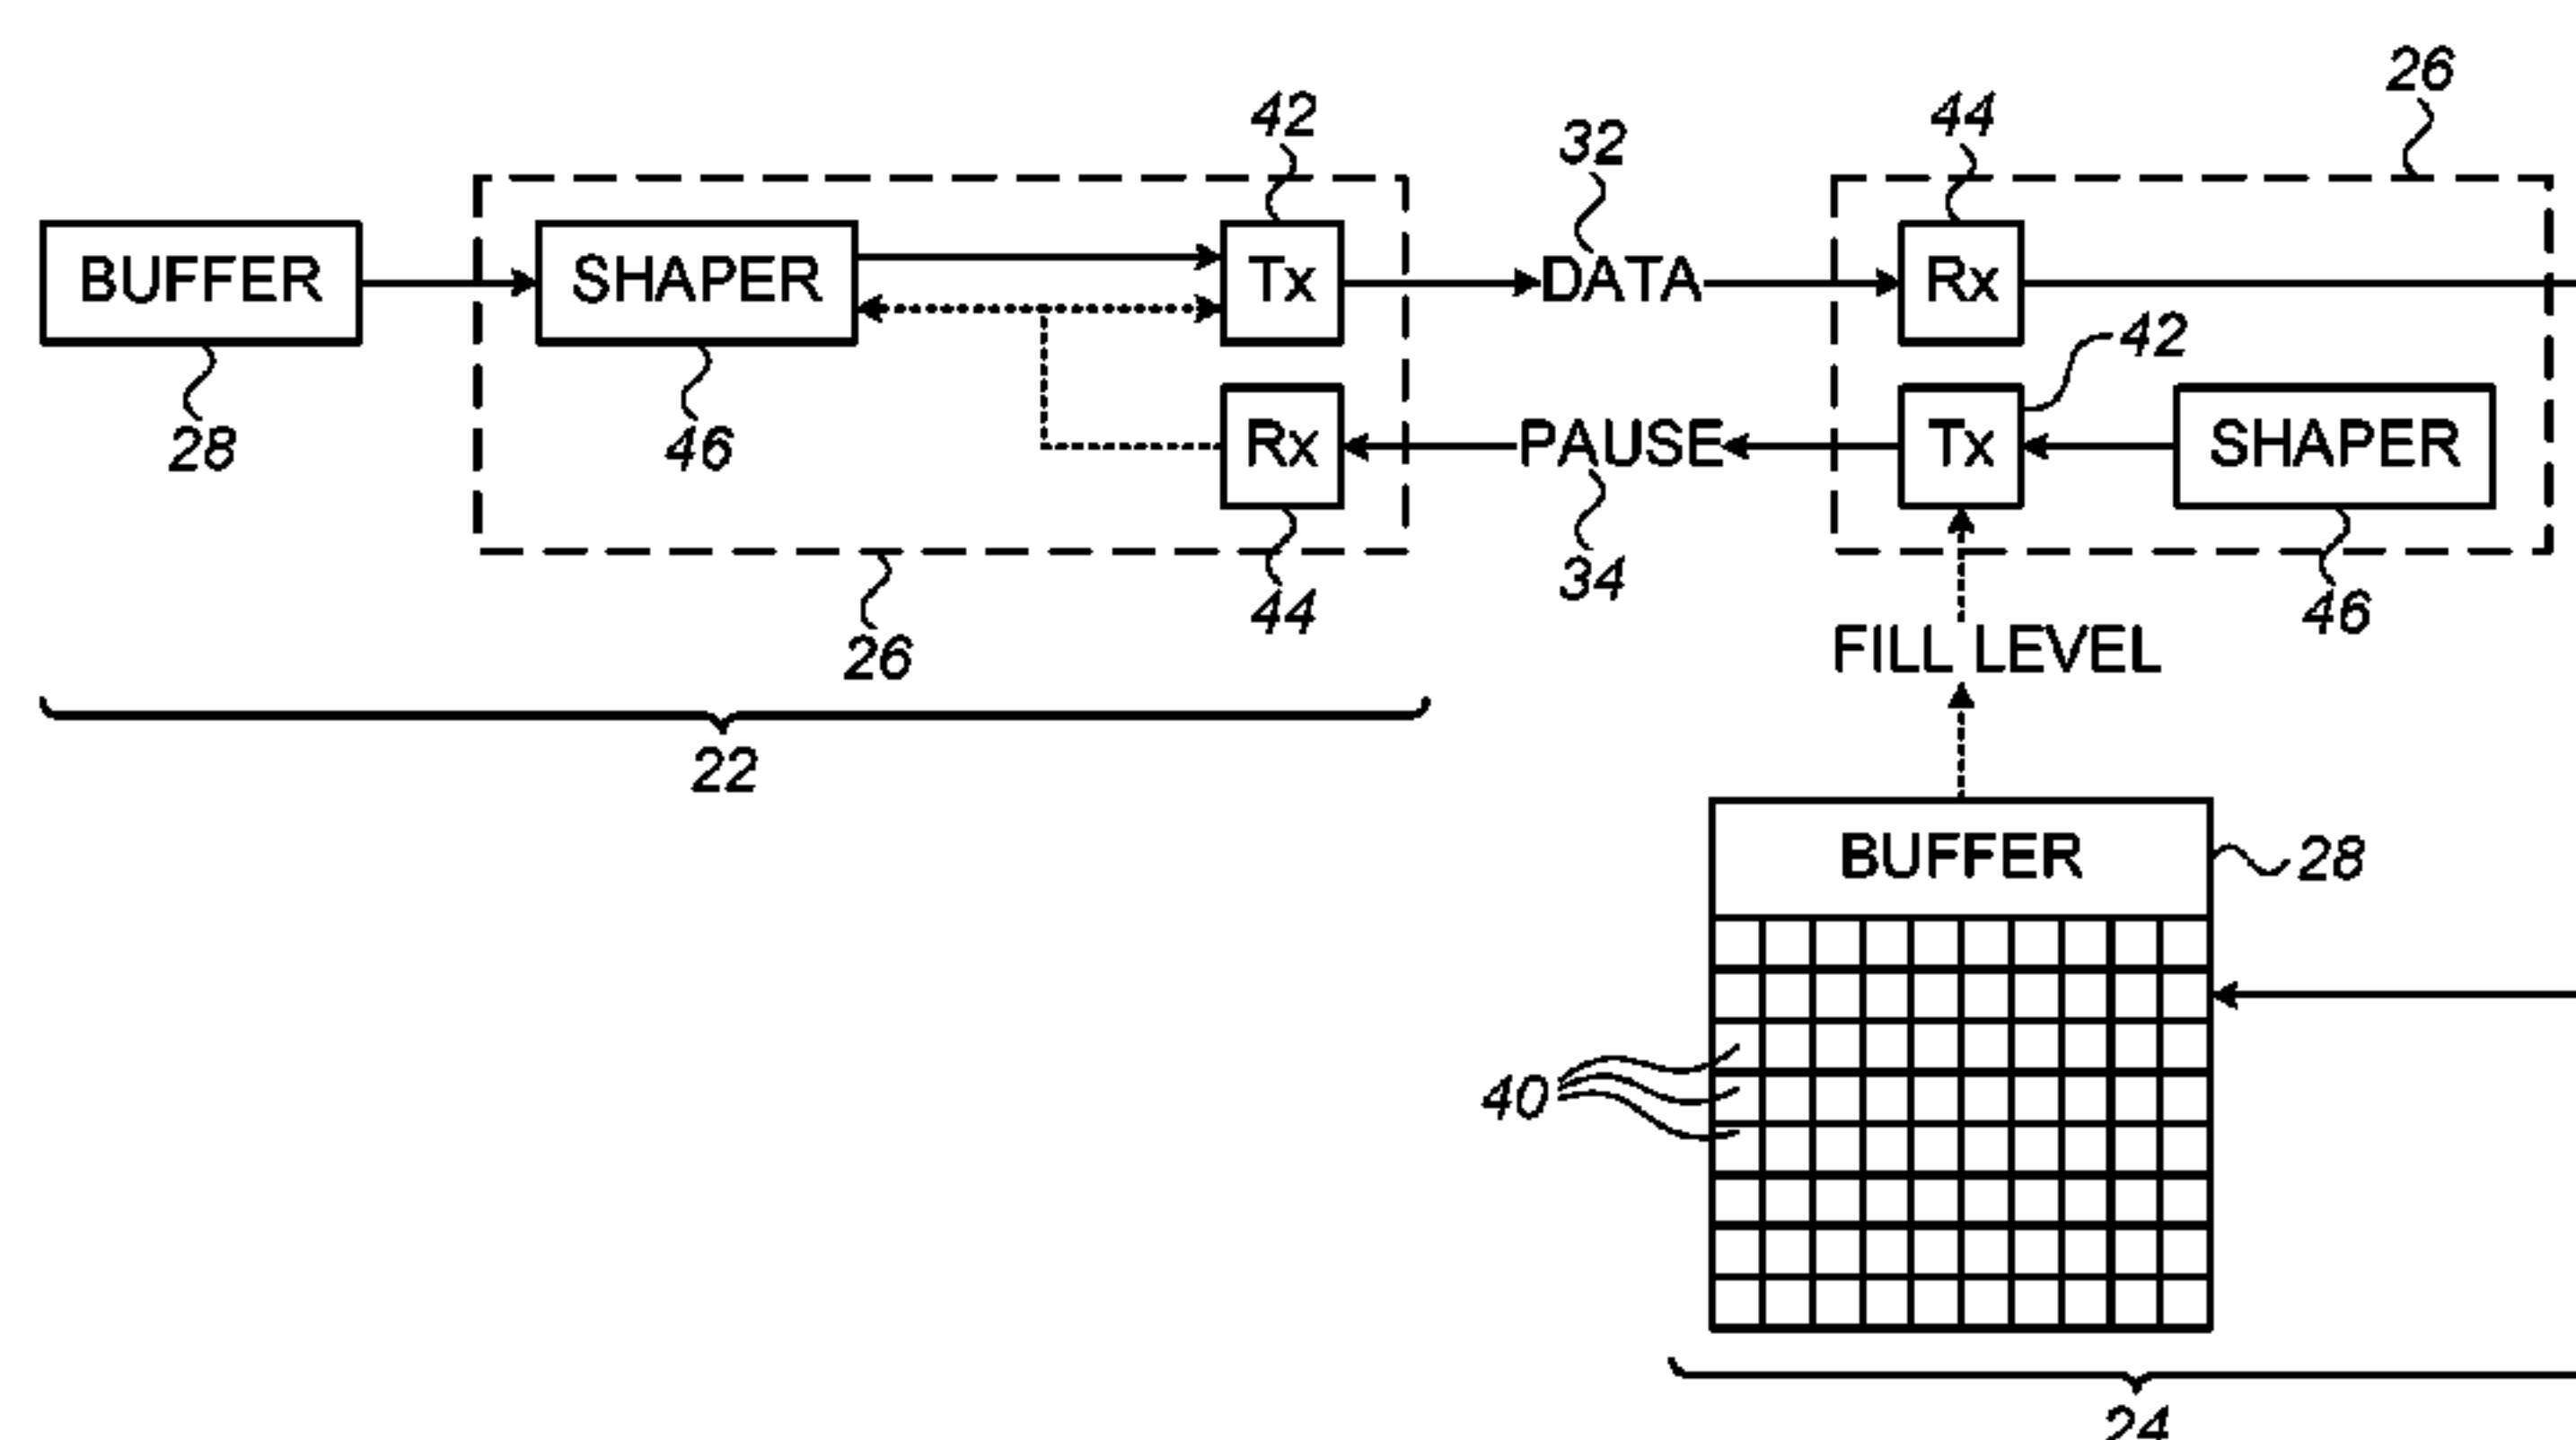 26
42
44
32
BUFFER
SHAPER
Tx
DATA
Rx
42
28
46
Rx
PAUSE
Tx
SHAPER
44
34
46
26
FILL LEVEL
22
BUFFER
28
40
24